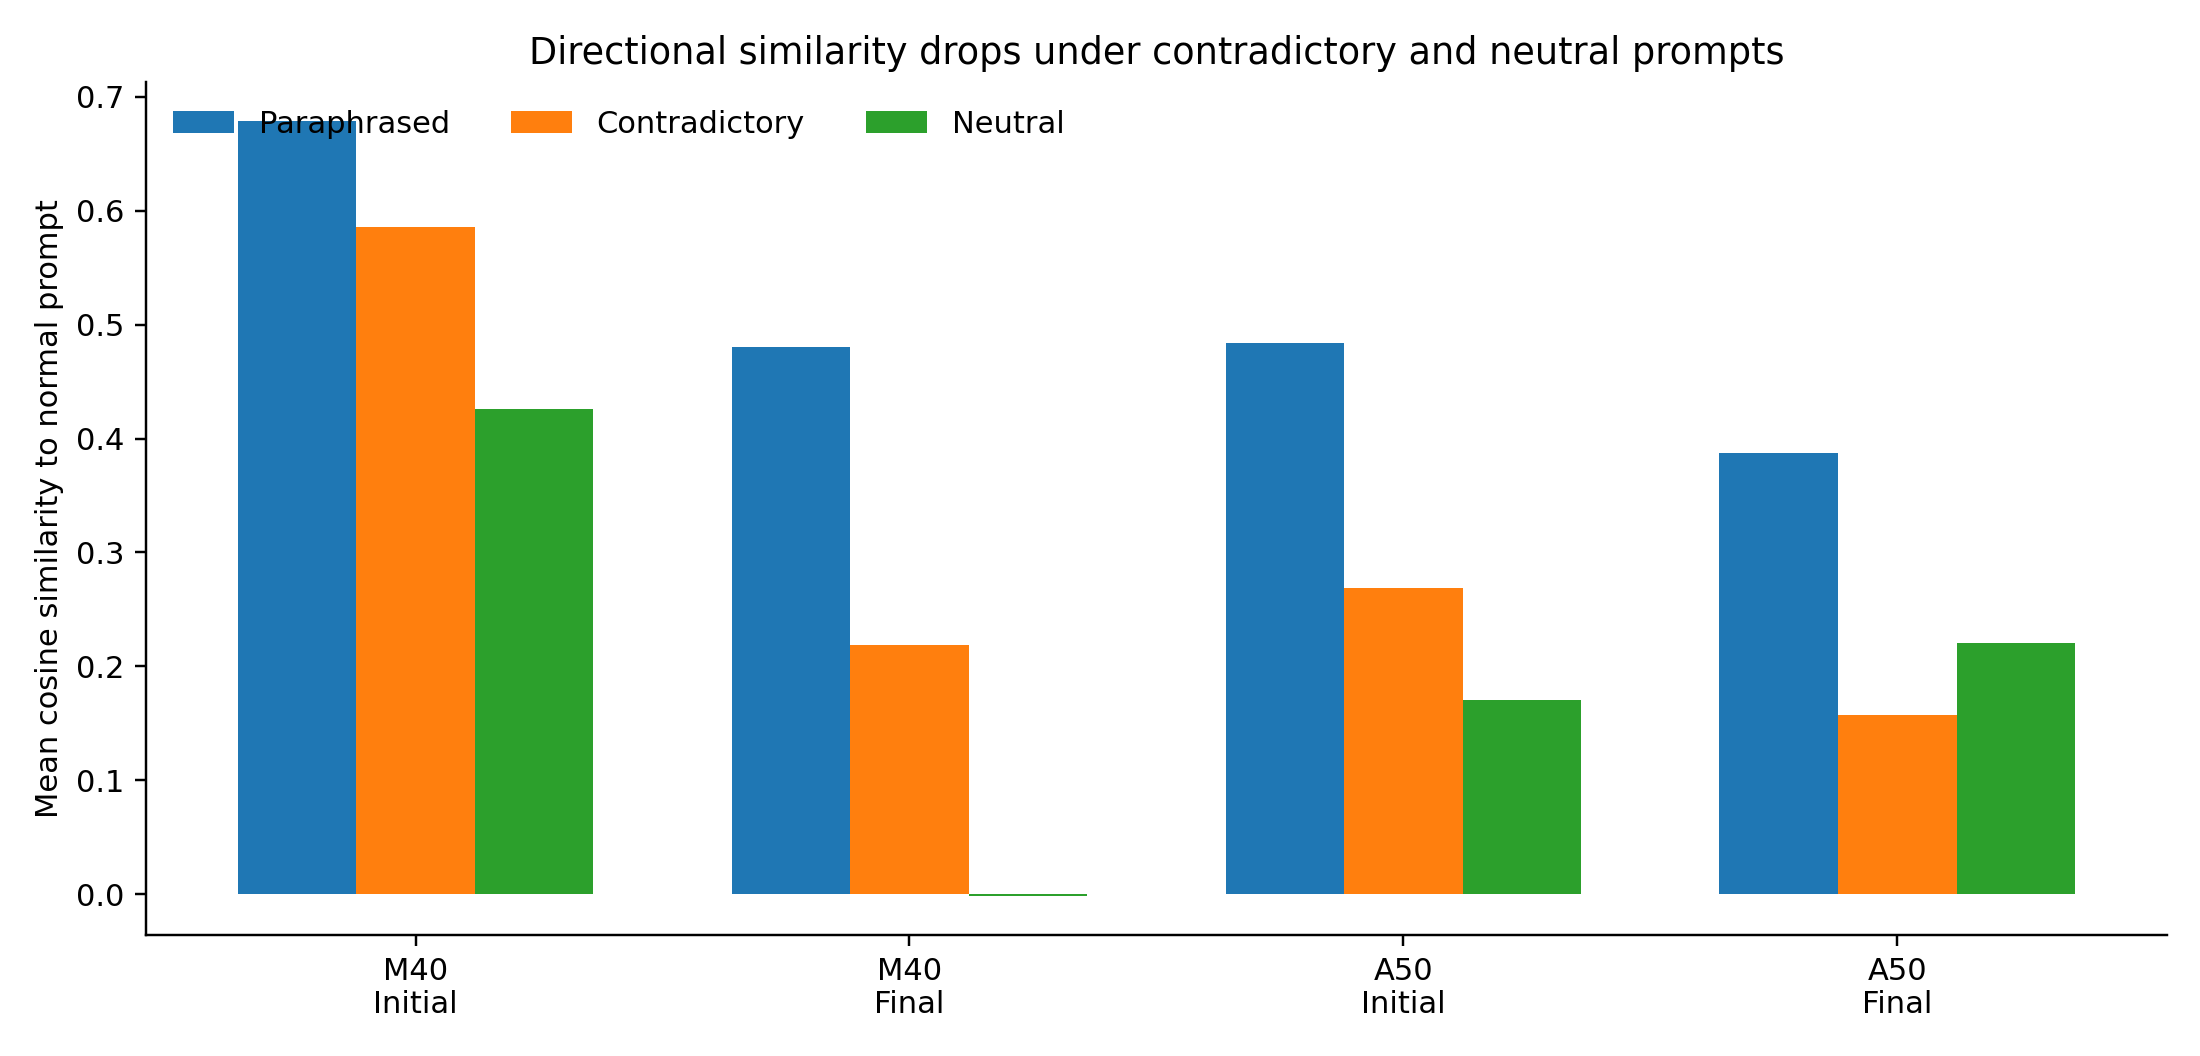 Directional similarity drops under contradictory and neutral prompts
Mean cosine similarity to normal prompt
0.7
0.6
0.5
0.4
0.3
0.2
0.1
0.0
Paraphrased Contradictory Neutral
M40 M40 A50 A50
Initial Final Initial Final